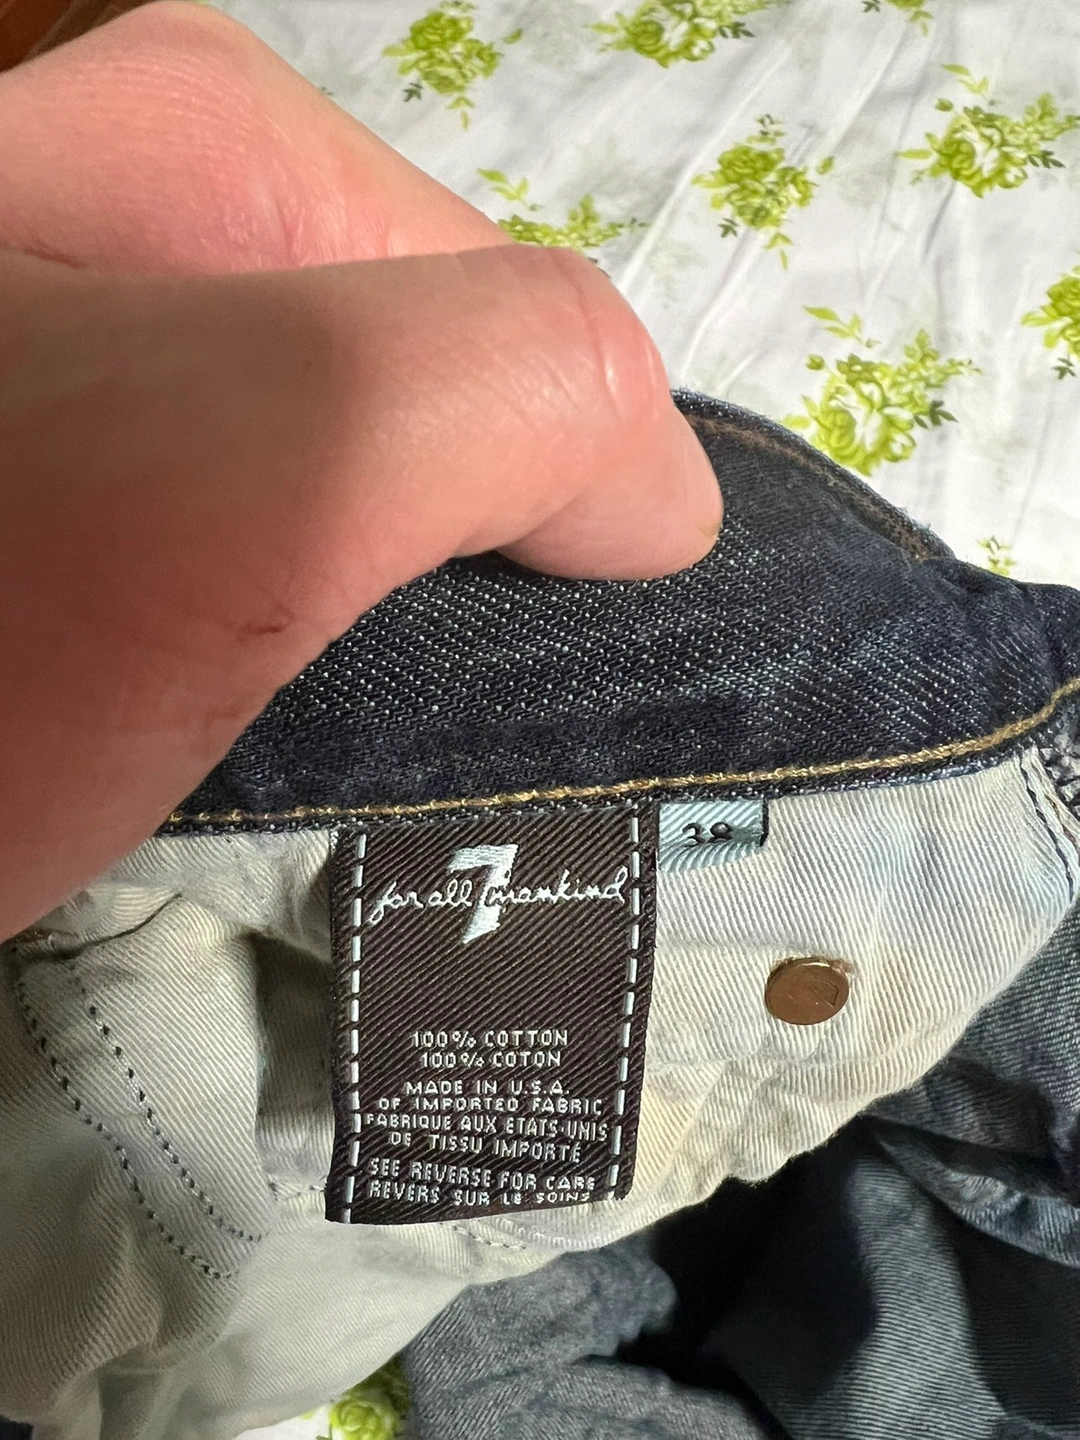 38
7
for all mankind
100% COTTON
100% COTON
MADE IN U.S.A.
OF IMPORTED FABRIC
FABRIQUE AUX ETATS-UNIS
DE TISSU IMPORTÉ
SEE REVERSE FOR CARE
REVERS SUR LE SOINS